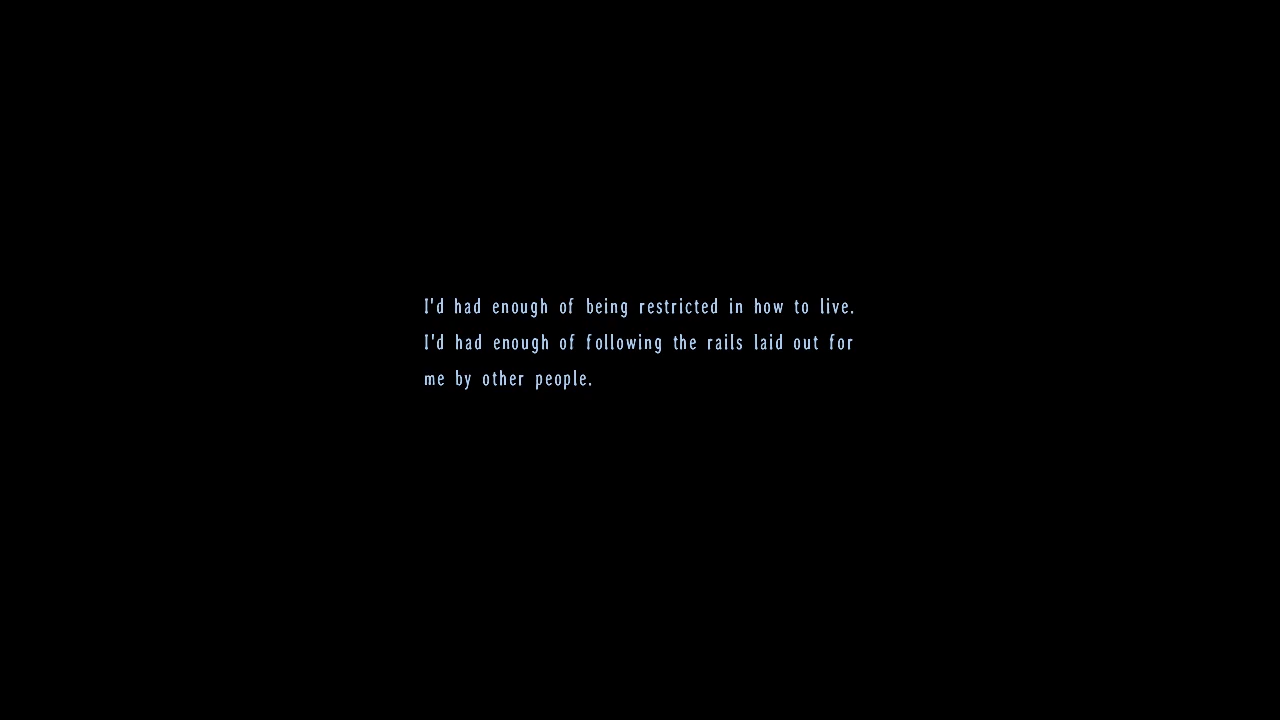 I'd had enough of being restricted in how to live.
I'd had enough of following the rails laid out for
me by other people.